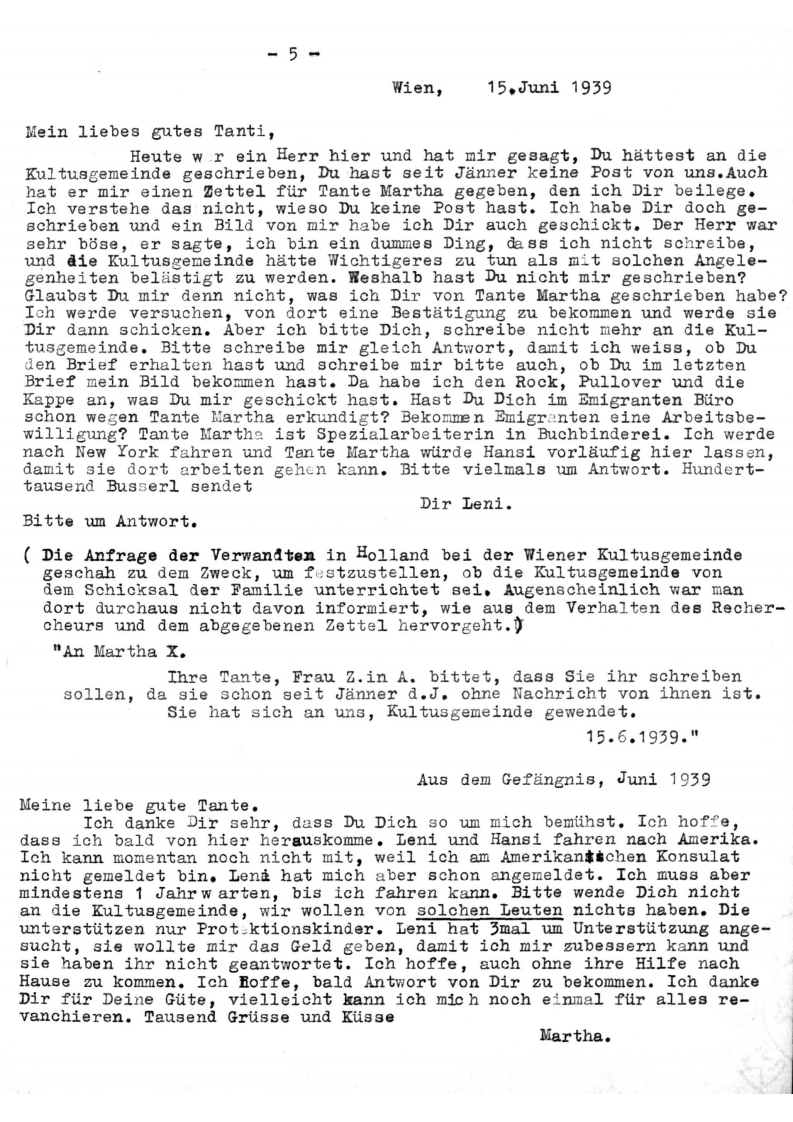 - 5 -
Wien, 15.Juni 1939
Mein liebes gutes Tanti,
Heute war ein Herr hier und hat mir gesagt, Du hättest an die
Kultusgemeinde geschrieben, Du hast seit Jänner keine Post von uns.Auch
hat er mir einen Zettel für Tante Martha gegeben, den ich Dir beilege.
Ich verstehe das nicht, wieso Du keine Post hast. Ich habe Dir doch ge-
schrieben und ein Bild von mir habe ich Dir auch geschickt. Der Herr war
sehr böse, er sagte, ich bin ein dummes Ding, dass ich nicht schreibe,
und die Kultusgemeinde hätte Wichtigeres zu tun als mit solchen Angele-
genheiten belästigt zu werden. Weshalb hast Du nicht mir geschrieben?
Glaubst Du mir denn nicht, was ich Dir von Tante Martha geschrieben habe?
Ich werde versuchen, von dort eine Bestätigung zu bekommen und werde sie
Dir dann schicken. Aber ich bitte Dich, schreibe nicht mehr an die Kul-
tusgemeinde. Bitte schreibe mir gleich Antwort, damit ich weiss, ob Du
den Brief erhalten hast und schreibe mir bitte auch, ob Du im letzten
Brief mein Bild bekommen hast. Da habe ich den Rock, Pullover und die
Kappe an, was Du mir geschickt hast. Hast Du Dich im Emigranten Büro
schon wegen Tante Martha erkundigt? Bekommen Emigranten eine Arbeitsbe-
willigung? Tante Martha ist Spezialarbeiterin in Buchbinderei. Ich werde
nach New York fahren und Tante Martha würde Hansi vorläufig hier lassen,
damit sie dort arbeiten gehen kann. Bitte vielmals um Antwort. Hundert-
tausend Busserl sendet
Dir Leni.
Bitte um Antwort.
( Die Anfrage der Verwandten in Holland bei der Wiener Kultusgemeinde
geschah zu dem Zweck, um festzustellen, ob die Kultusgemeinde von
dem Schicksal der Familie unterrichtet sei. Augenscheinlich war man
dort durchaus nicht davon informiert, wie aus dem Verhalten des Recher-
cheurs und dem abgegebenen Zettel hervorgeht.)
"An Martha X.
Ihre Tante, Frau Z.in A. bittet, dass Sie ihr schreiben
sollen, da sie schon seit Jänner d.J. ohne Nachricht von ihnen ist.
Sie hat sich an uns, Kultusgemeinde gewendet.
15.6.1939."
Aus dem Gefängnis, Juni 1939
Meine liebe gute Tante.
Ich danke Dir sehr, dass Du Dich so um mich bemühst. Ich hoffe,
dass ich bald von hier herauskomme. Leni und Hansi fahren nach Amerika.
Ich kann momentan noch nicht mit, weil ich am Amerikanischen Konsulat
nicht gemeldet bin. Leni hat mich aber schon angemeldet. Ich muss aber
mindestens 1 Jahr warten, bis ich fahren kann. Bitte wende Dich nicht
an die Kultusgemeinde, wir wollen von solchen Leuten nichts haben. Die
unterstützen nur Protektionskinder. Leni hat 3mal um Unterstützung ange-
sucht, sie wollte mir das Geld geben, damit ich mir zubessern kann und
sie haben ihr nicht geantwortet. Ich hoffe, auch ohne ihre Hilfe nach
Hause zu kommen. Ich hoffe, bald Antwort von Dir zu bekommen. Ich danke
Dir für Deine Güte, vielleicht kann ich mich noch einmal für alles re-
vanchieren. Tausend Grüsse und Küsse
Martha.